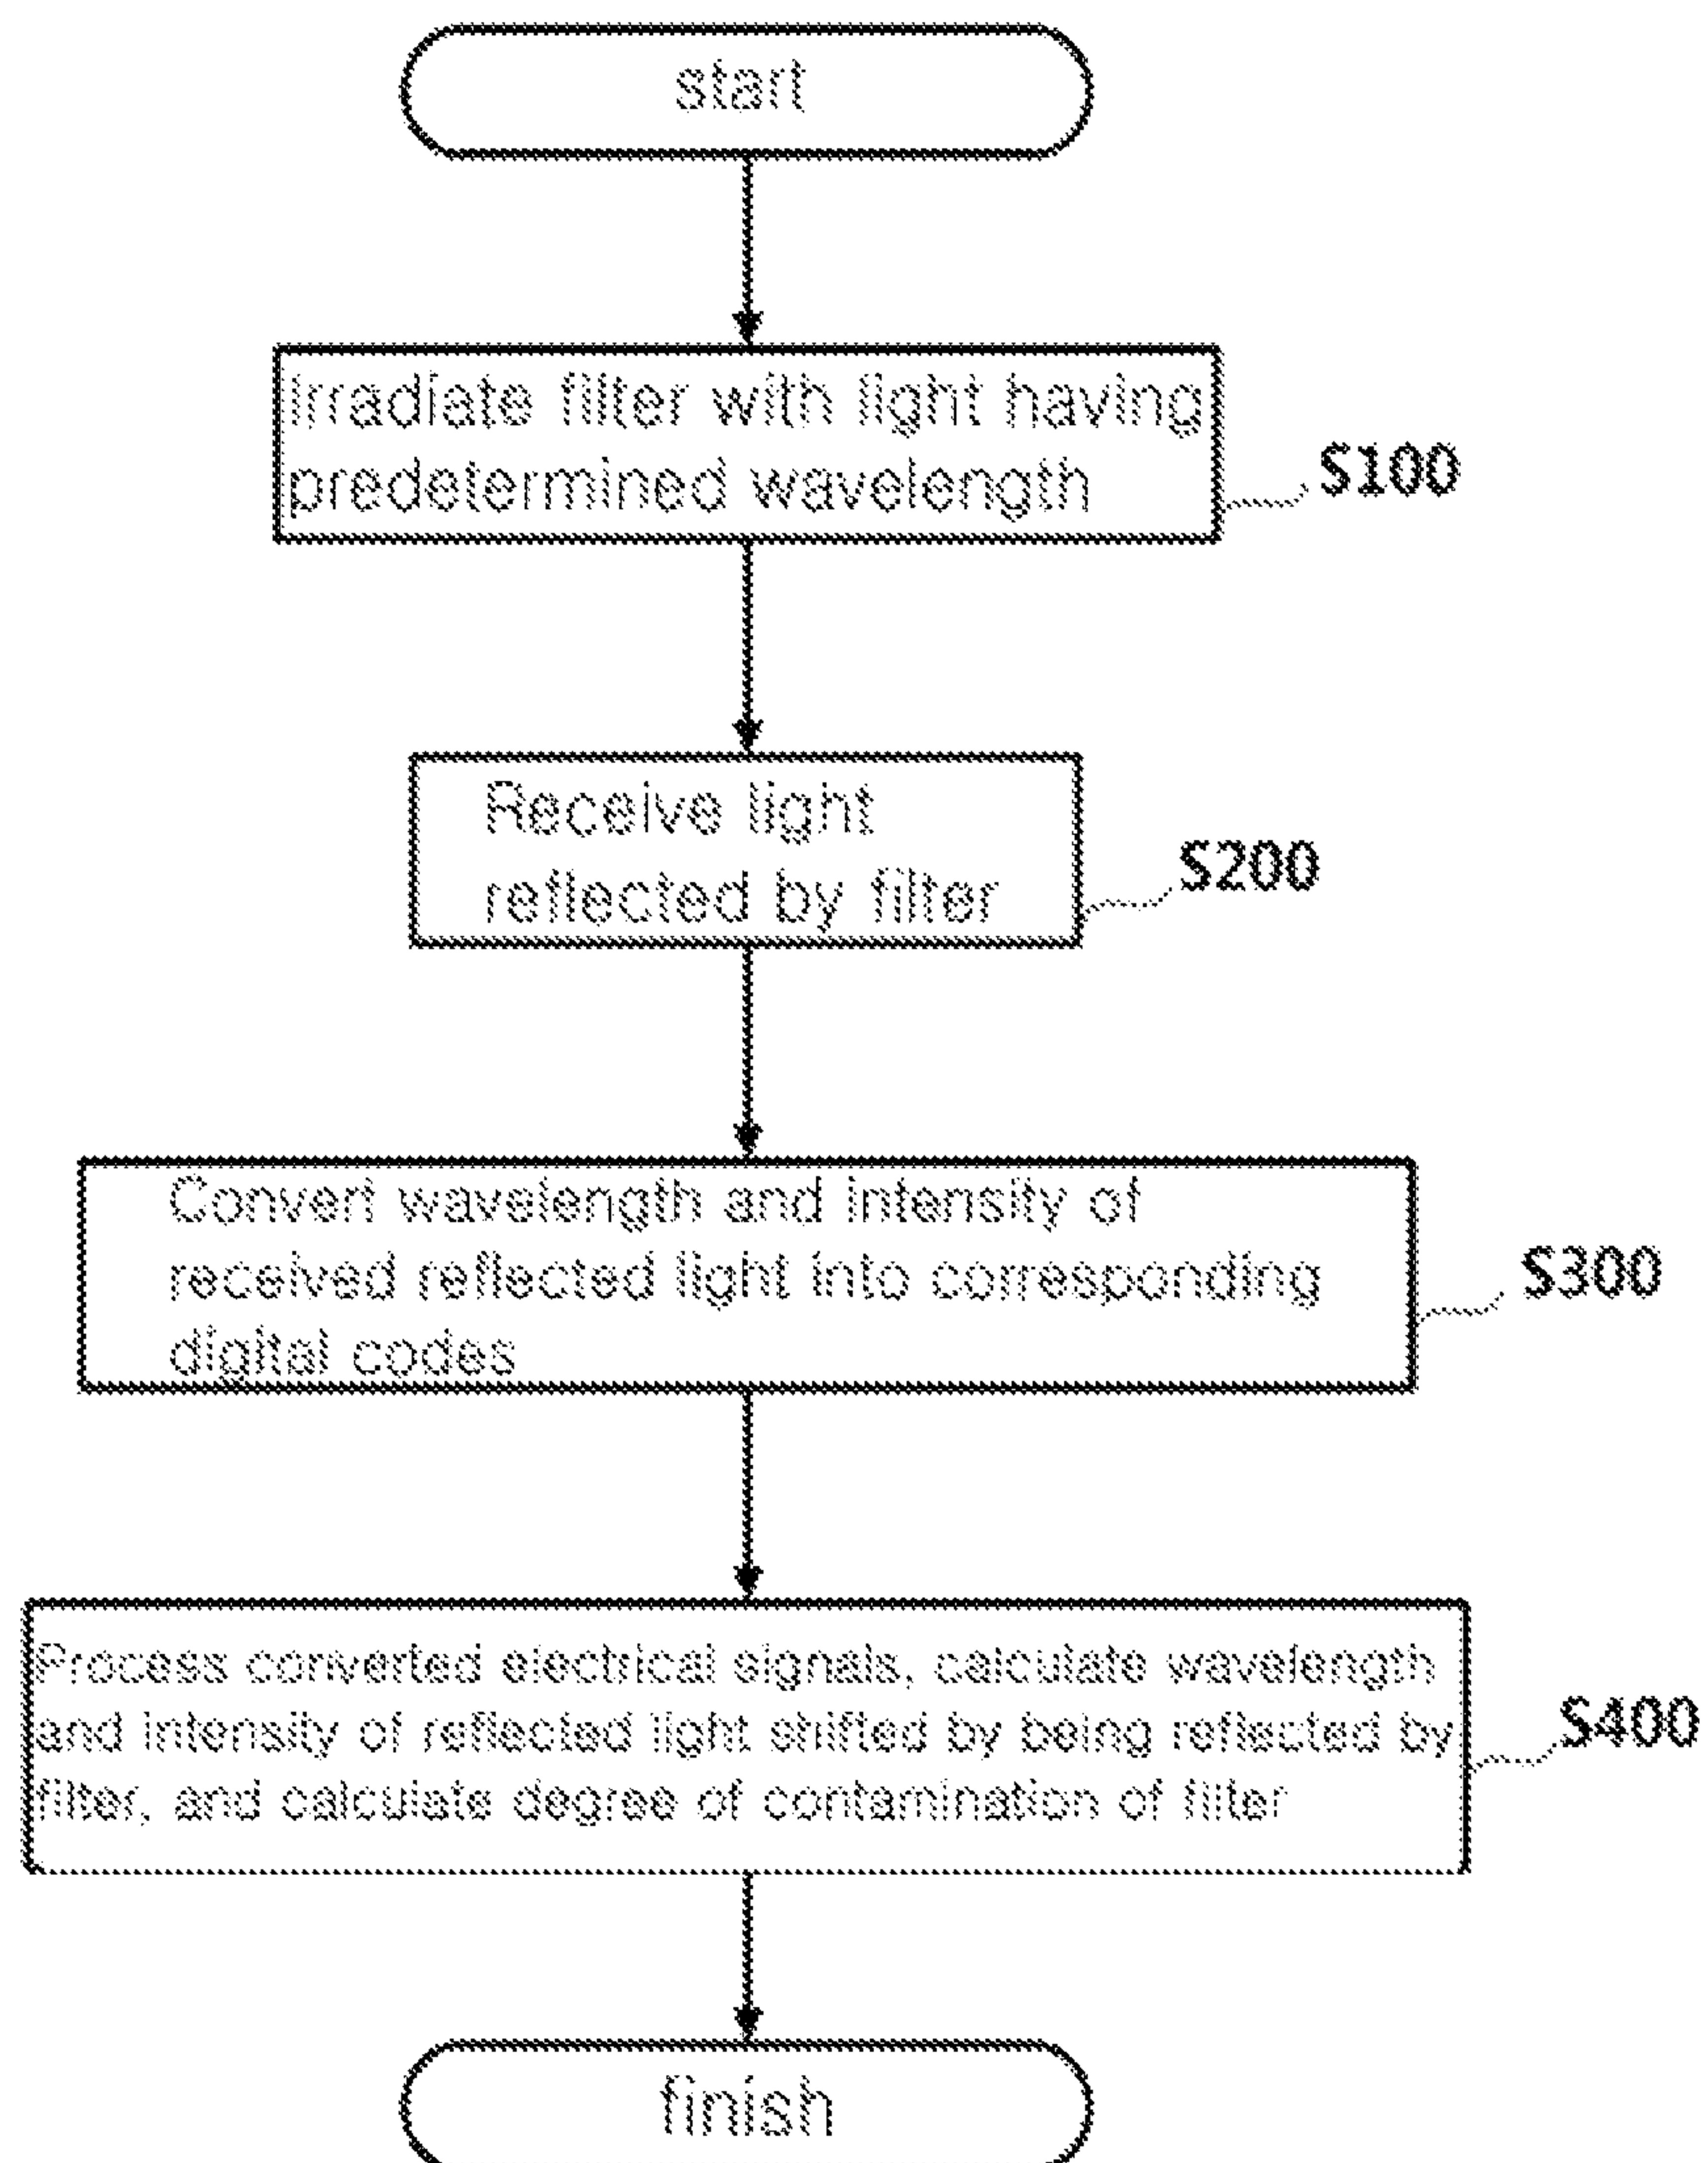 start
Irradiate filter with light having
predetermined wavelength
S100
Receive light
reflected by filter
S200
Convert wavelength and intensity of
received reflected light into corresponding
digital codes
S300
Process converted electrical signals, calculate wavelength
and intensity of reflected light shifted by being reflected by
filter, and calculate degree of contamination of filter
S400
finish